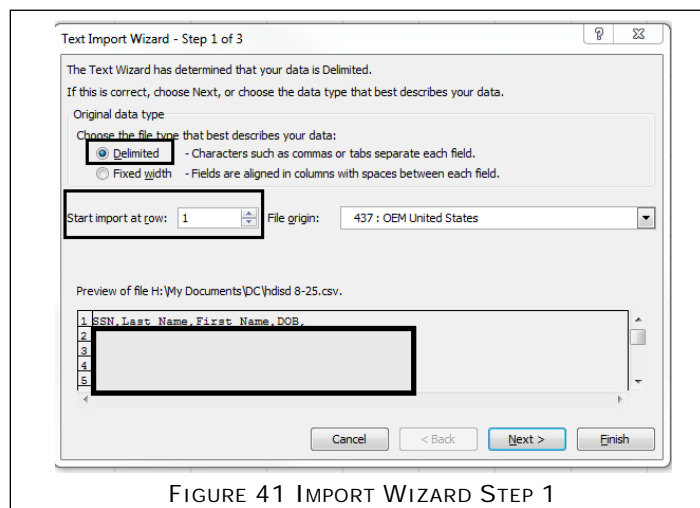 Text Import Wizard - Step 1 of 3
The Text Wizard has determined that your data is Delimited.
If this is correct, choose Next, or choose the data type that best describes your data.
Original data type
Choose the file type that best describes your data:
Delimited - Characters such as commas or tabs separate each field.
Fixed width - Fields are aligned in columns with spaces between each field.
Start import at row: 1 File origin: 437 : OEM United States
Preview of file H:\My Documents\DC\hdisd 8-25.csv.
1 SSN,Last Name,First Name,DOB,
2
3
4
5
Cancel < Back Next > Finish
FIGURE 41 IMPORT WIZARD STEP 1